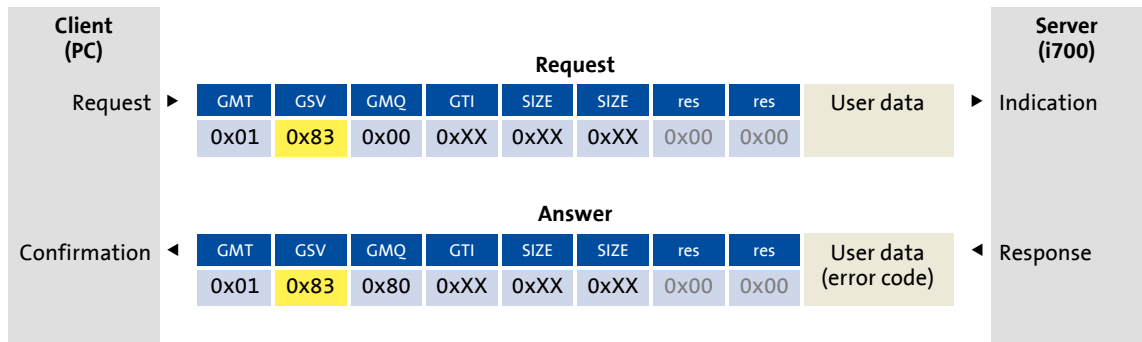 Client
(PC)
Server
(i700)
Request
Request ▶ GMT GSV GMQ GTI SIZE SIZE res res User data ▶ Indication
0x01 0x83 0x00 0xXX 0xXX 0xXX 0x00 0x00
Answer
Confirmation ◀ GMT GSV GMQ GTI SIZE SIZE res res User data ◀ Response
(error code)
0x01 0x83 0x80 0xXX 0xXX 0xXX 0x00 0x00